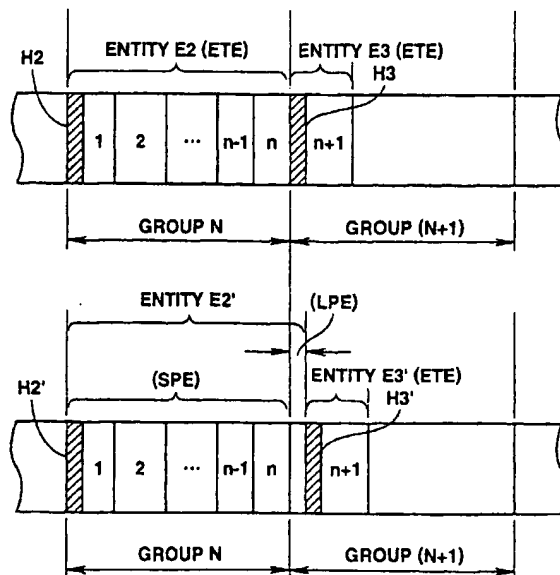 ENTITY E2 (ETE) ENTITY E3 (ETE)
H2 H3
1 2 ... n-1 n n+1
GROUP N GROUP (N+1)
ENTITY E2' (LPE)
(SPE) ENTITY E3' (ETE)
H2' H3'
1 2 ... n-1 n n+1
GROUP N GROUP (N+1)